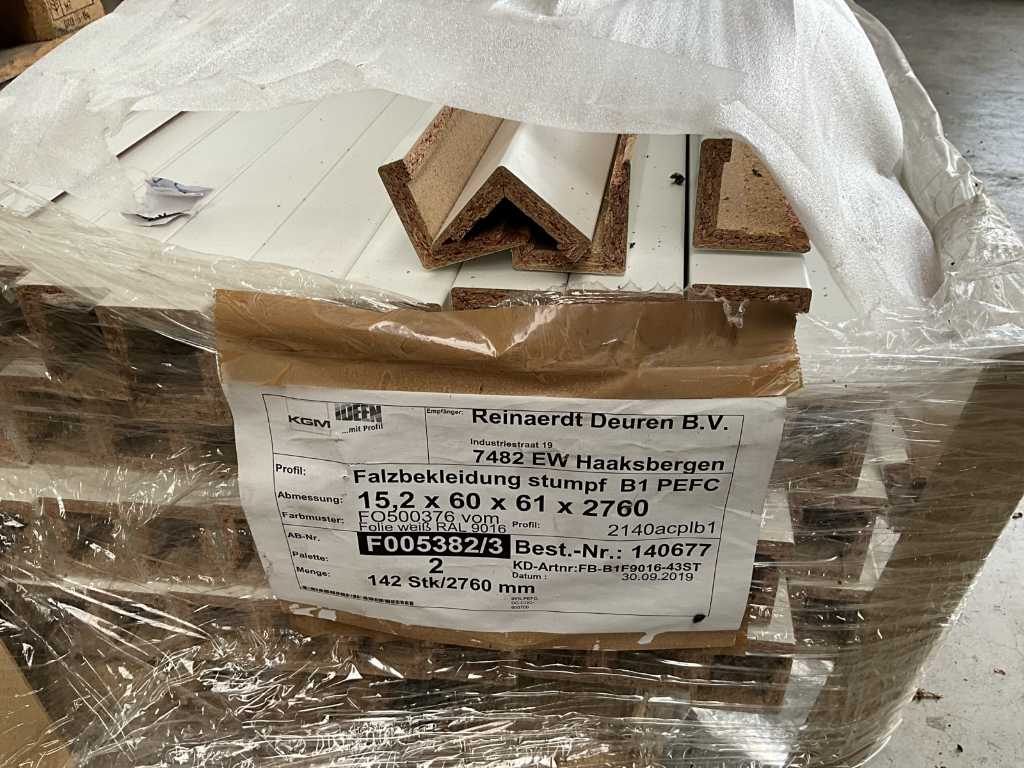 KGM IDEEN
...mit Profil
Empfänger: Reinaerdt Deuren B.V.
Industriestraat 19
7482 EW Haaksbergen
Profil: Falzbekleidung stumpf B1 PEFC
Abmessung: 15,2 x 60 x 61 x 2760
Farbmuster: FO500376 vom
Folie weiß RAL 9016 Profil: 2140acplb1
AB-Nr. F005382/3 Best.-Nr.: 140677
Palette: 2 KD-Artnr:FB-B1F9016-43ST
Datum : 30.09.2019
Menge: 142 Stk/2760 mm